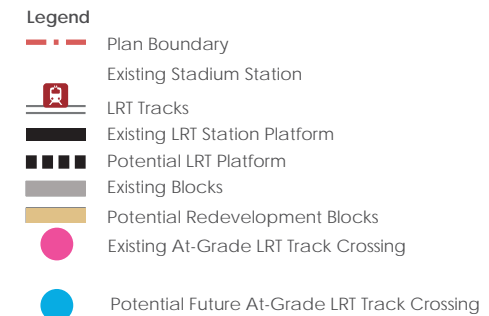 Legend
Plan Boundary
Existing Stadium Station
LRT Tracks
Existing LRT Station Platform
Potential LRT Platform
Existing Blocks
Potential Redevelopment Blocks
Existing At-Grade LRT Track Crossing
Potential Future At-Grade LRT Track Crossing